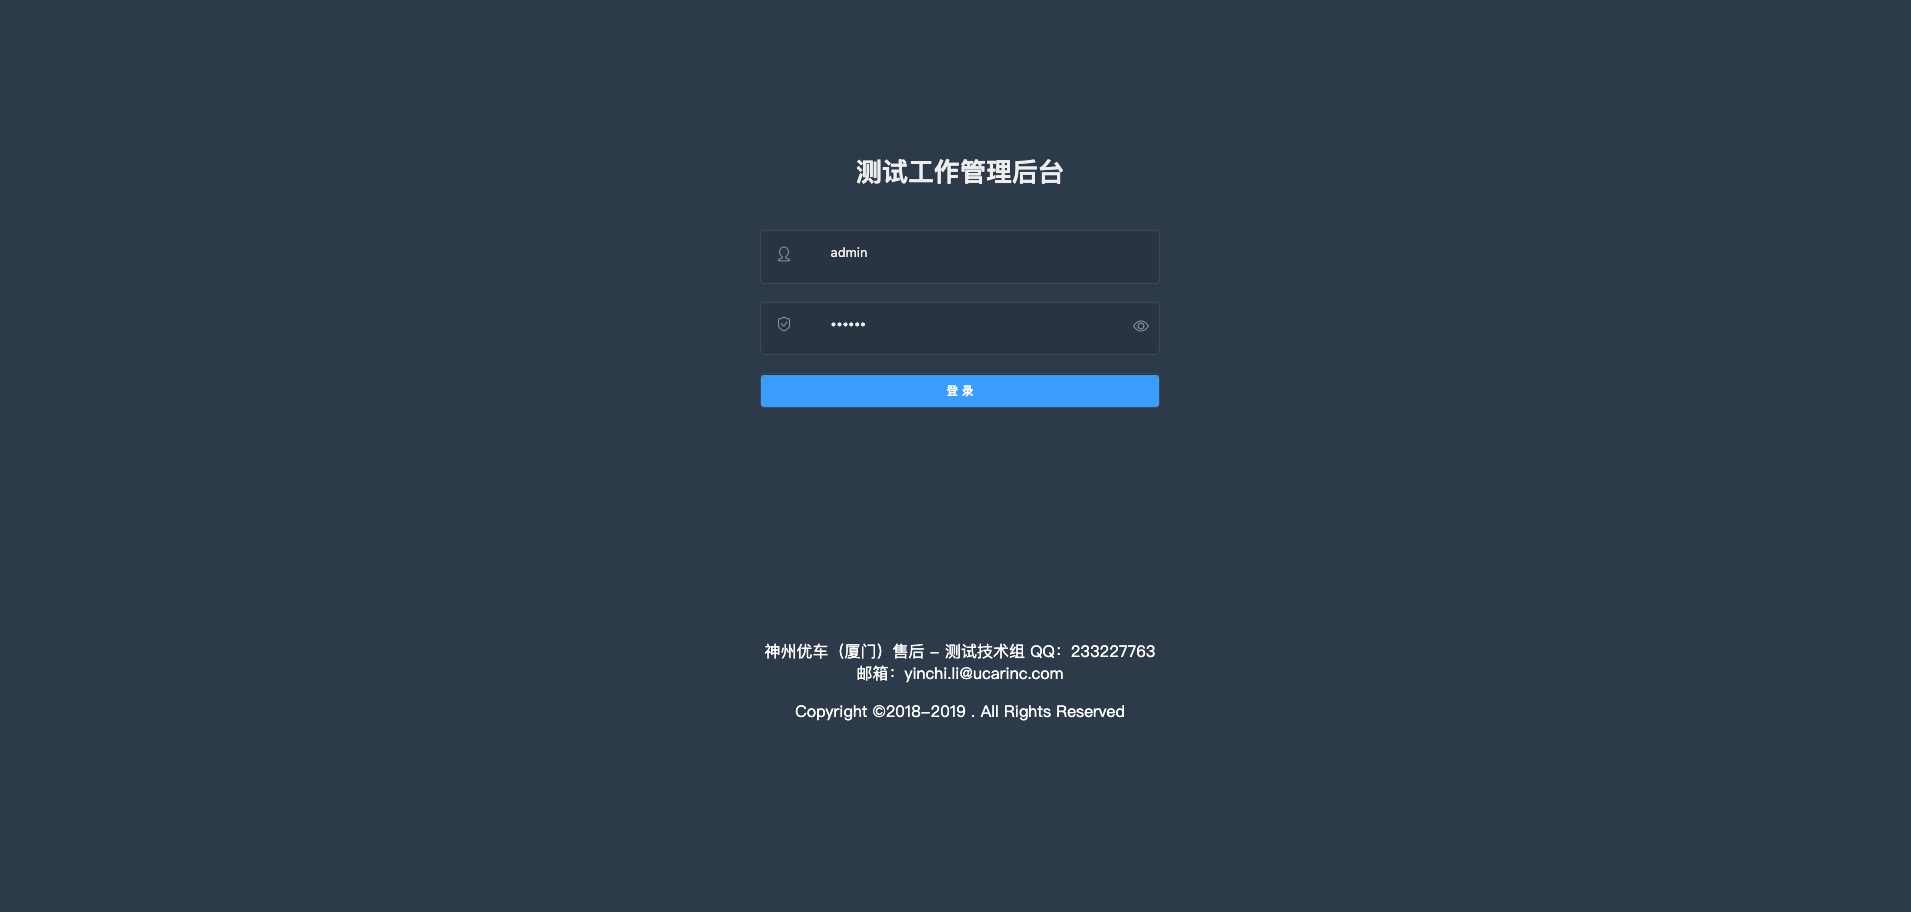 测试工作管理后台
admin
••••••
登 录
神州优车（厦门）售后 - 测试技术组 QQ：233227763
邮箱：yinchi.li@ucarinc.com
Copyright ©2018-2019 . All Rights Reserved